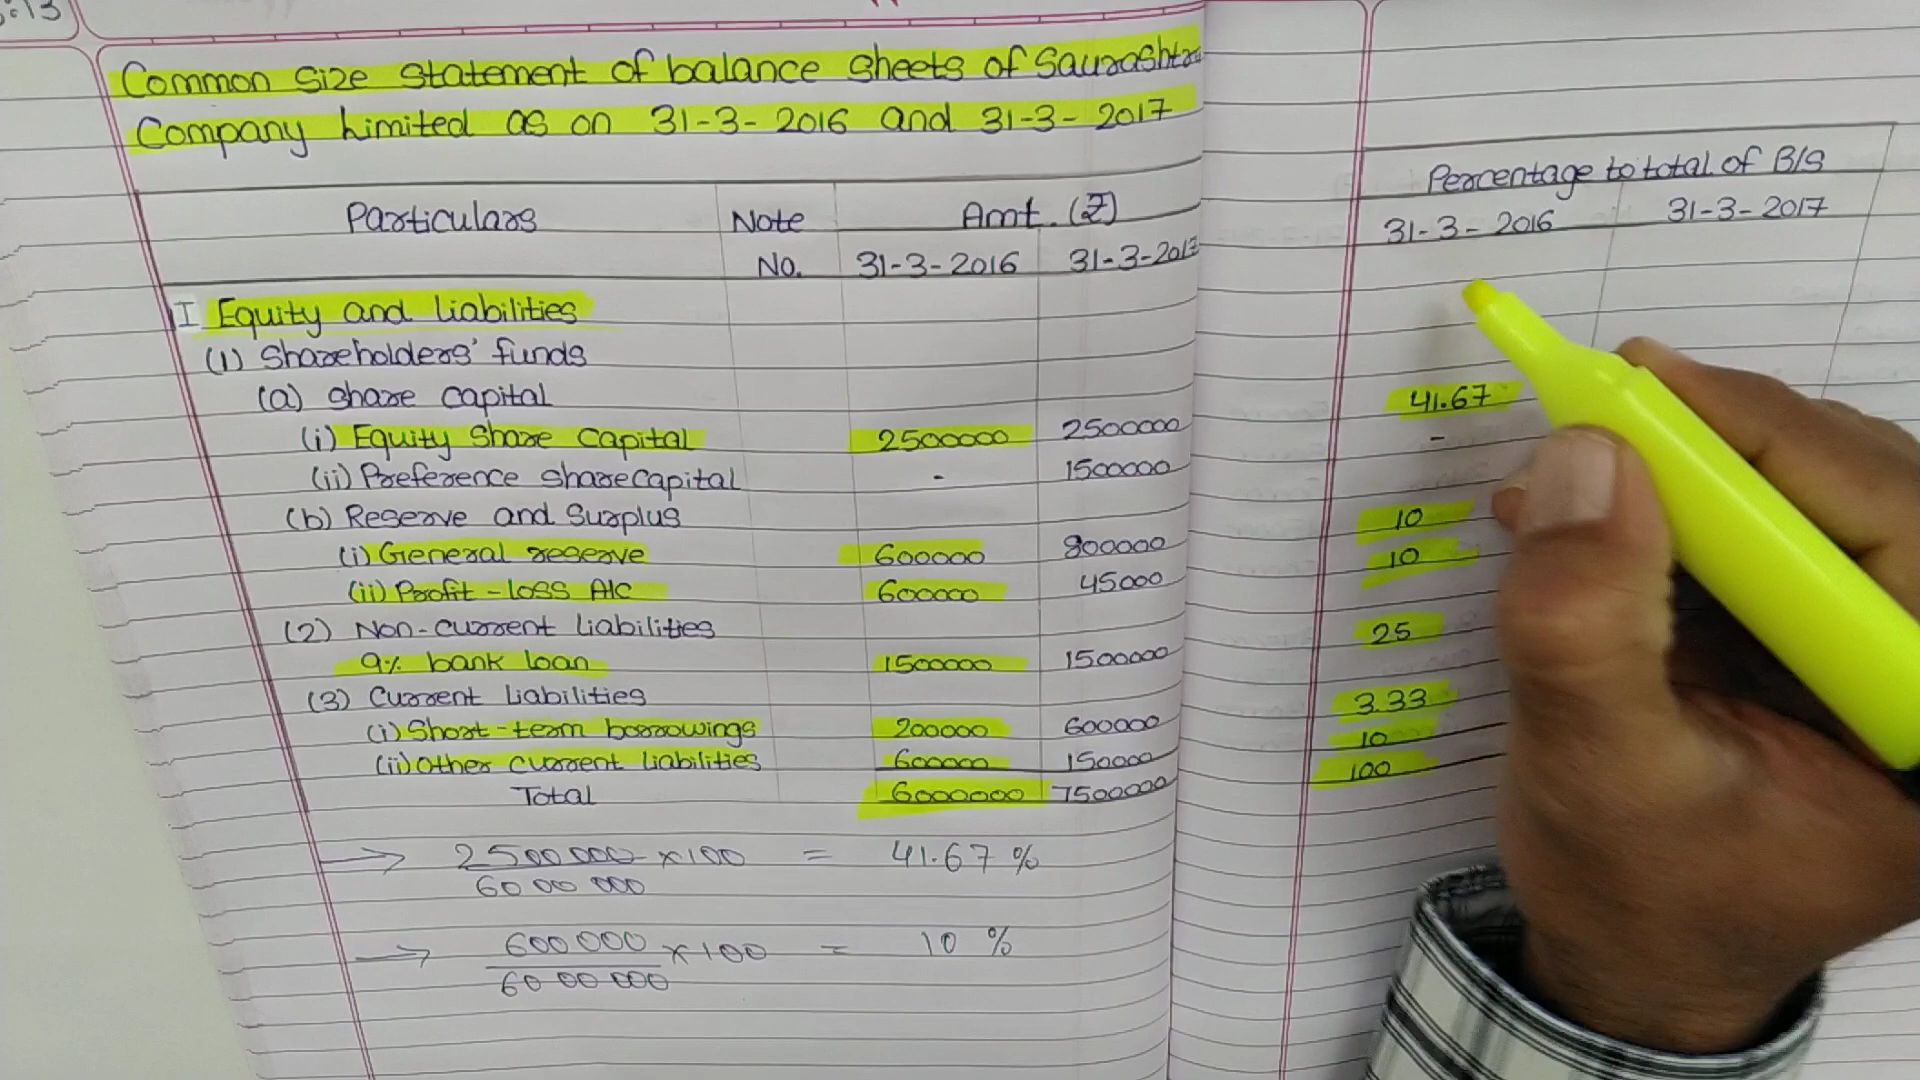 Common size statement of balance sheets of Saurashtra
Company Limited as on 31-3-2016 and 31-3-2017
Particulars Note Amt. (₹) Percentage to total of B/S
No. 31-3-2016 31-3-2017 31-3-2016 31-3-2017
I Equity and liabilities
(1) Shareholders' funds
(a) Share capital
(i) Equity Share Capital 2500000 2500000 41.67
(ii) Preference share capital - 1500000 -
(b) Reserve and Surplus
(i) General reserve 600000 800000 10
(ii) Profit-loss A/c 600000 45000 10
(2) Non-current liabilities
9% bank loan 1500000 1500000 25
(3) Current liabilities
(i) Short-term borrowings 200000 600000 3.33
(ii) Other current liabilities 600000 150000 10
Total 6000000 7500000 100
→ 2500000 ×100 = 41.67 %
6000000
→ 600000 ×100 = 10 %
6000000